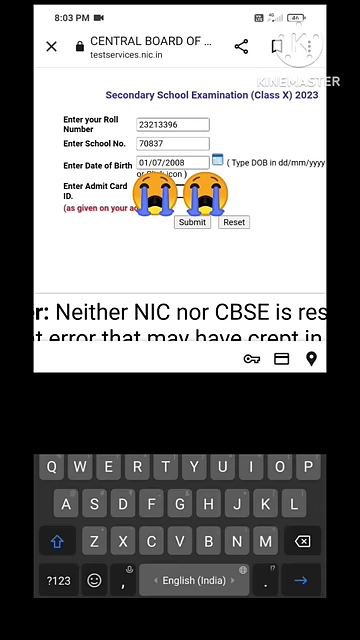 8:03 PM
46
CENTRAL BOARD OF ...
testservices.nic.in
KINEMASTER
Secondary School Examination (Class X) 2023
Enter your Roll Number
23213396
Enter School No.
70837
Enter Date of Birth
01/07/2008
( Type DOB in dd/mm/yyyy
icon )
Enter Admit Card ID.
(as given on your
Submit
Reset
r: Neither NIC nor CBSE is res
t error that may have crept in
Q W E R T Y U I O P
A S D F G H J K L
Z X C V B N M
?123
,
English (India)
.